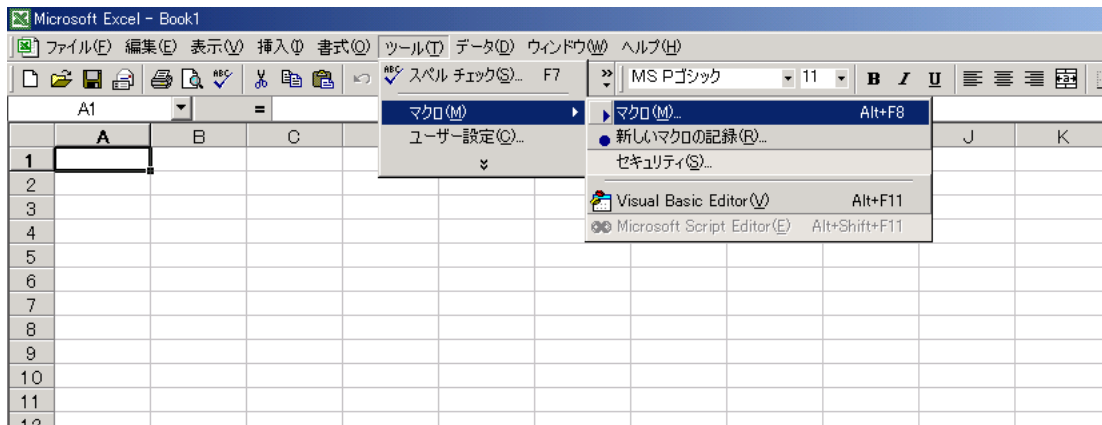 Microsoft Excel - Book1
ファイル(F) 編集(E) 表示(V) 挿入(I) 書式(O) ツール(T) データ(D) ウィンドウ(W) ヘルプ(H)
ABC スペル チェック(S)... F7
MS Pゴシック 11 B I U
A1 =
マクロ(M)
マクロ(M)... Alt+F8
ユーザー設定(C)...
新しいマクロの記録(R)...
セキュリティ(S)...
Visual Basic Editor(V) Alt+F11
Microsoft Script Editor(E) Alt+Shift+F11
A B C J K
1
2
3
4
5
6
7
8
9
10
11